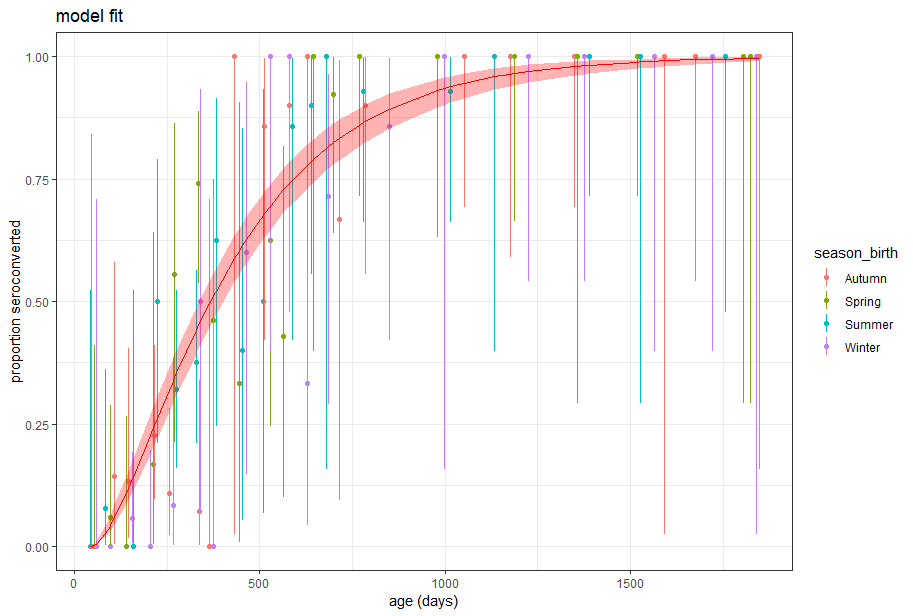 model fit
proportion seroconverted
1.00
0.75
0.50
0.25
0.00
0
500
1000
1500
age (days)
season_birth
Autumn
Spring
Summer
Winter